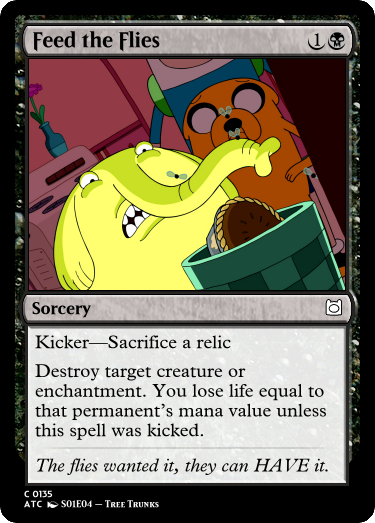 Feed the Flies 1
Sorcery
Kicker—Sacrifice a relic
Destroy target creature or
enchantment. You lose life equal to
that permanent's mana value unless
this spell was kicked.
The flies wanted it, they can HAVE it.
C 0135
ATC S01E04 – Tree Trunks